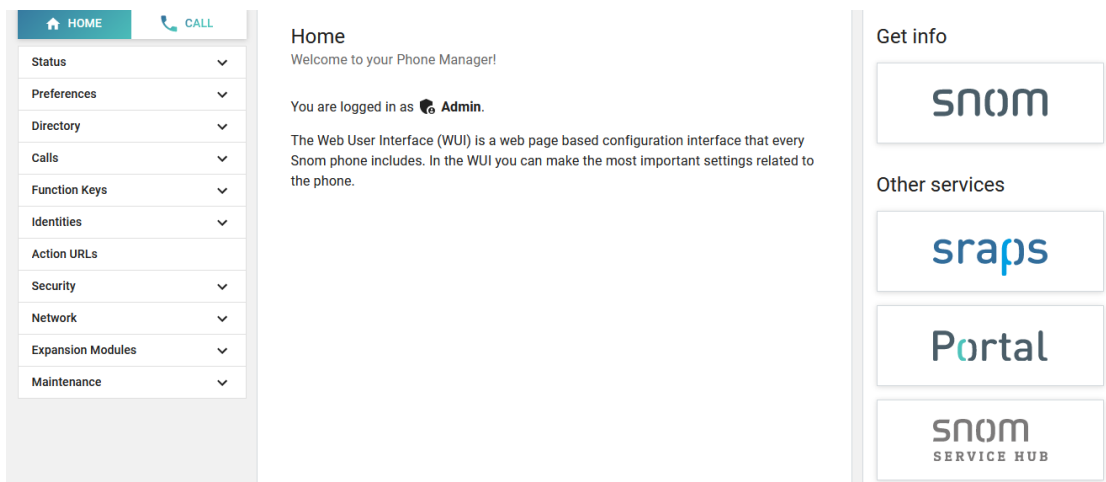 HOME
CALL
Status
Preferences
Directory
Calls
Function Keys
Identities
Action URLs
Security
Network
Expansion Modules
Maintenance
Home
Welcome to your Phone Manager!
You are logged in as Admin.
The Web User Interface (WUI) is a web page based configuration interface that every
Snom phone includes. In the WUI you can make the most important settings related to
the phone.
Get info
snom
Other services
sraps
Portal
snom
SERVICE HUB